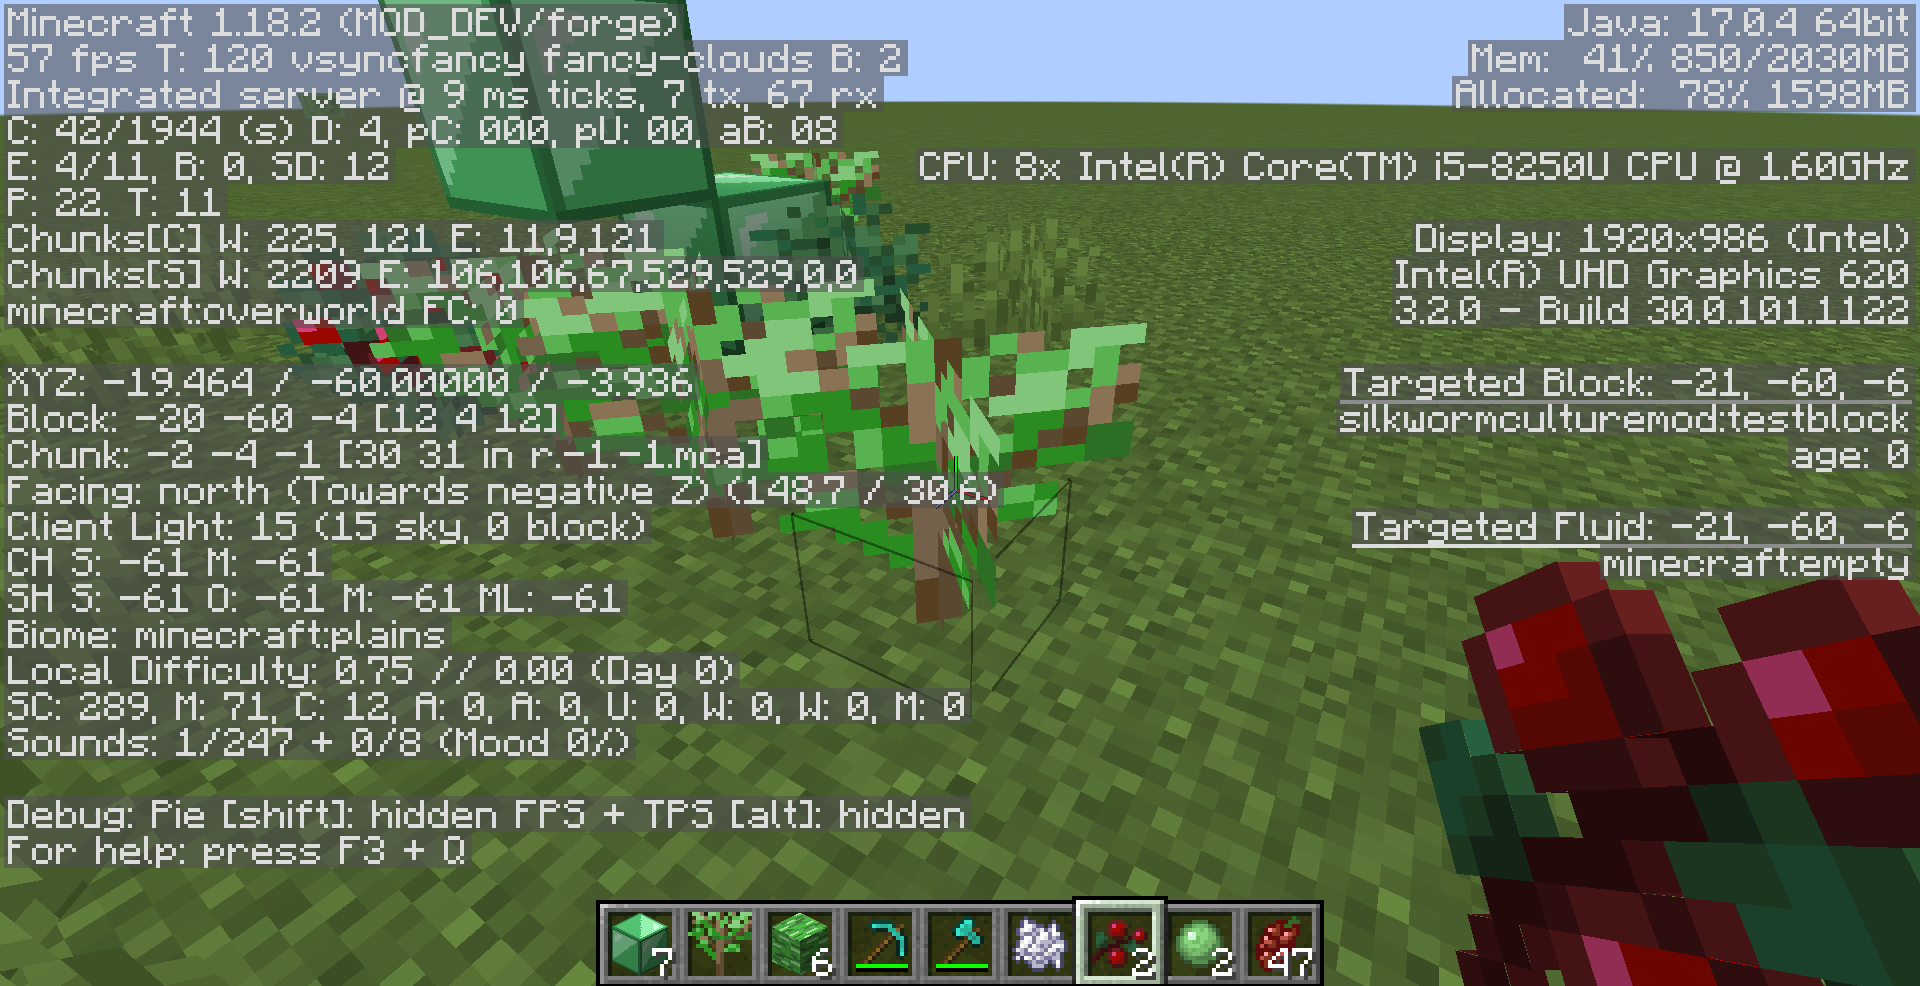 Minecraft 1.18.2 (MOD_DEV/forge)
57 fps T: 120 vsyncfancy fancy-clouds B: 2
Integrated server @ 9 ms ticks, 7 tx, 67 rx
C: 42/1944 (s) D: 4, pC: 000, pU: 00, aB: 08
E: 4/11, B: 0, SD: 12
P: 22. T: 11
Chunks[C] W: 225, 121 E: 11,9,121
Chunks[S] W: 2209 E: 106,106,67,529,529,0,0
minecraft:overworld FC: 0
XYZ: -19.464 / -60.00000 / -3.936
Block: -20 -60 -4 [12 4 12]
Chunk: -2 -4 -1 [30 31 in r.-1.-1.mca]
Facing: north (Towards negative Z) (148.7 / 30.6)
Client Light: 15 (15 sky, 0 block)
CH S: -61 M: -61
SH S: -61 O: -61 M: -61 ML: -61
Biome: minecraft:plains
Local Difficulty: 0.75 // 0.00 (Day 0)
SC: 289, M: 71, C: 12, A: 0, A: 0, U: 0, W: 0, W: 0, M: 0
Sounds: 1/247 + 0/8 (Mood 0%)
Debug: Pie [shift]: hidden FPS + TPS [alt]: hidden
For help: press F3 + Q
Java: 17.0.4 64bit
Mem: 41% 850/2030MB
Allocated: 78% 1598MB
CPU: 8x Intel(R) Core(TM) i5-8250U CPU @ 1.60GHz
Display: 1920x986 (Intel)
Intel(R) UHD Graphics 620
3.2.0 - Build 30.0.101.1122
Targeted Block: -21, -60, -6
silkwormculturemod:testblock
age: 0
Targeted Fluid: -21, -60, -6
minecraft:empty
7 6 2 2 47